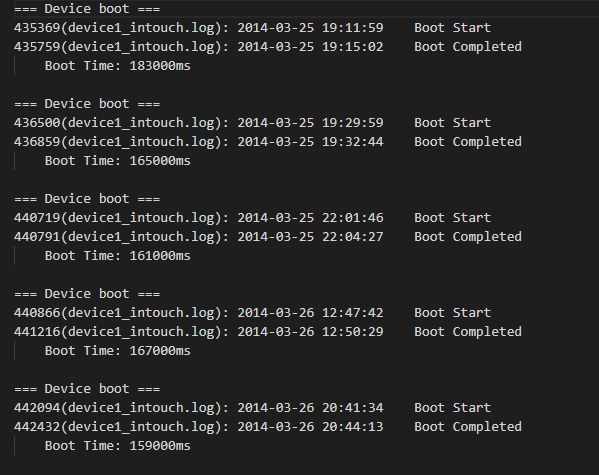 === Device boot ===
435369(device1_intouch.log): 2014-03-25 19:11:59    Boot Start
435759(device1_intouch.log): 2014-03-25 19:15:02    Boot Completed
    Boot Time: 183000ms

=== Device boot ===
436500(device1_intouch.log): 2014-03-25 19:29:59    Boot Start
436859(device1_intouch.log): 2014-03-25 19:32:44    Boot Completed
    Boot Time: 165000ms

=== Device boot ===
440719(device1_intouch.log): 2014-03-25 22:01:46    Boot Start
440791(device1_intouch.log): 2014-03-25 22:04:27    Boot Completed
    Boot Time: 161000ms

=== Device boot ===
440866(device1_intouch.log): 2014-03-26 12:47:42    Boot Start
441216(device1_intouch.log): 2014-03-26 12:50:29    Boot Completed
    Boot Time: 167000ms

=== Device boot ===
442094(device1_intouch.log): 2014-03-26 20:41:34    Boot Start
442432(device1_intouch.log): 2014-03-26 20:44:13    Boot Completed
    Boot Time: 159000ms